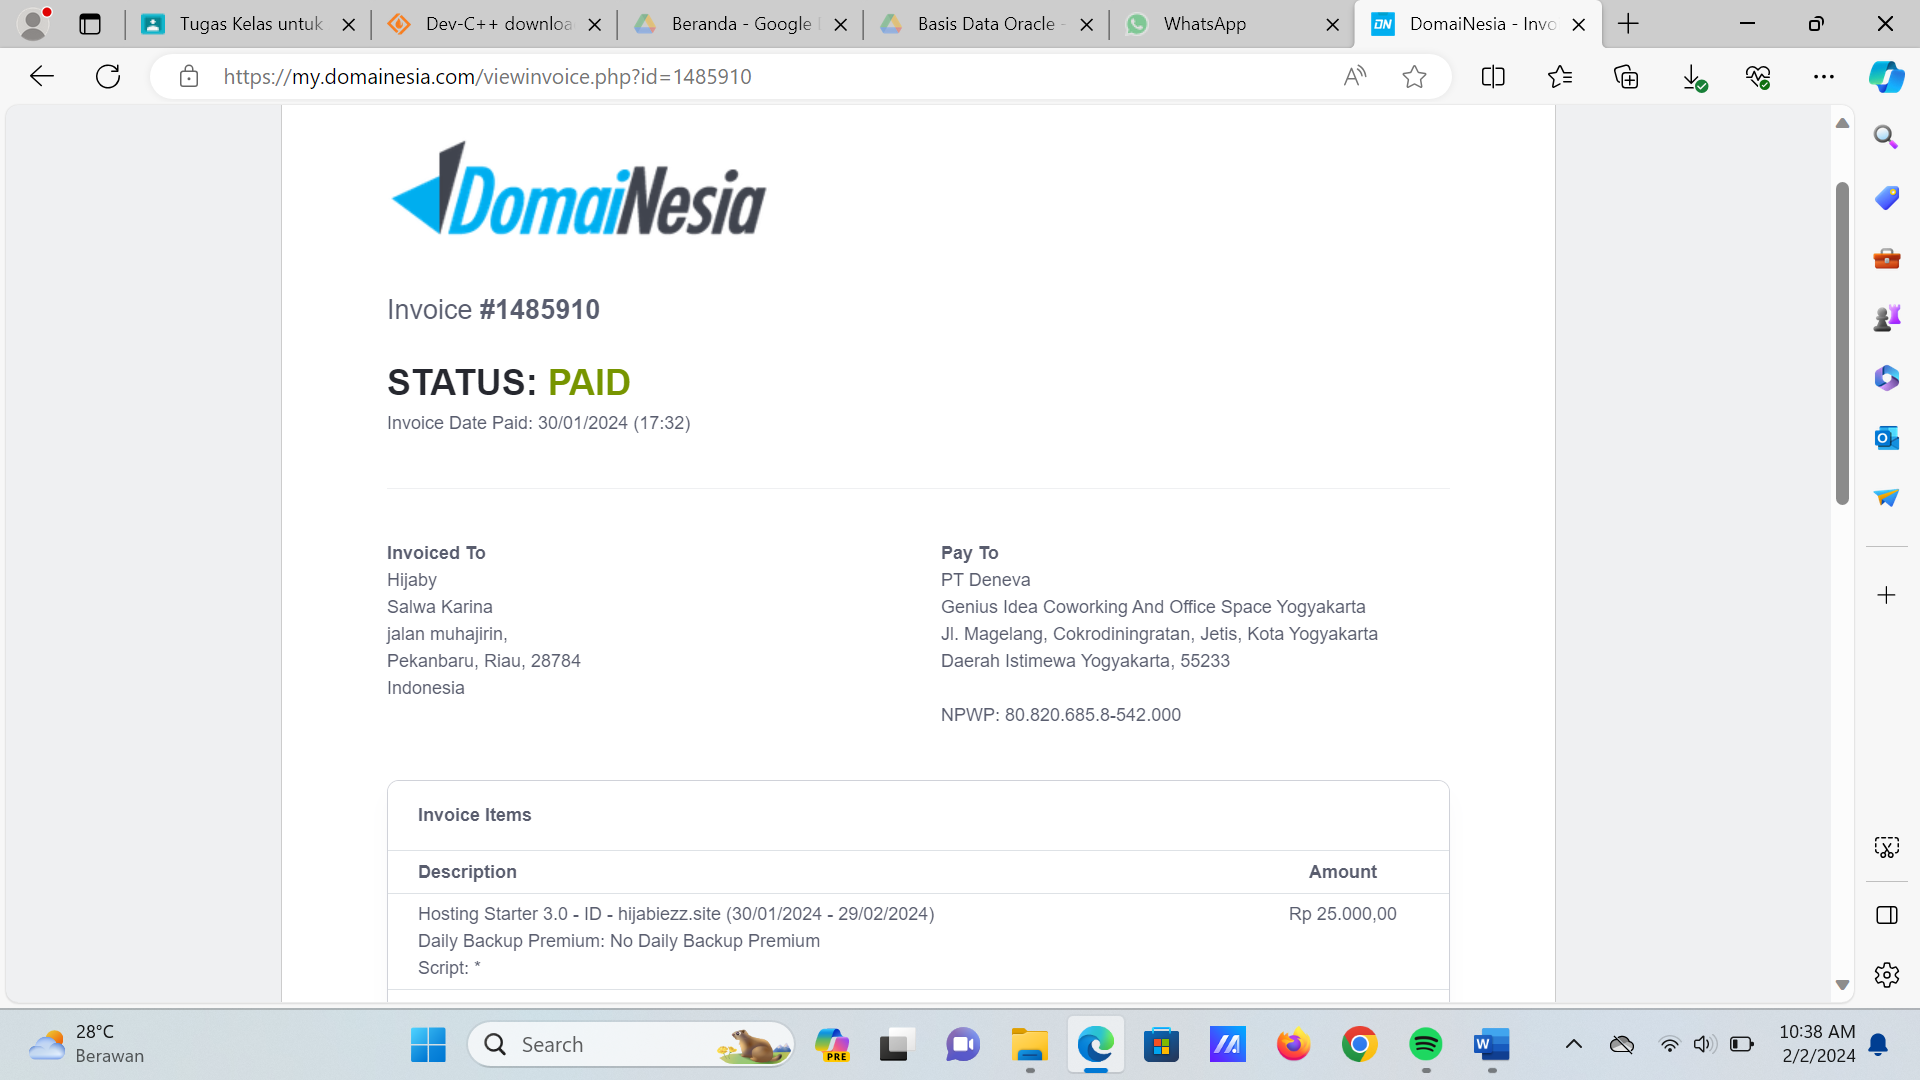 Tugas Kelas untuk
Dev-C++ downloa
Beranda - Google
Basis Data Oracle -
WhatsApp
DN
DomaiNesia - Invo
https://my.domainesia.com/viewinvoice.php?id=1485910
DomaiNesia
Invoice #1485910
STATUS: PAID
Invoice Date Paid: 30/01/2024 (17:32)
Invoiced To
Hijaby
Salwa Karina
jalan muhajirin,
Pekanbaru, Riau, 28784
Indonesia
Pay To
PT Deneva
Genius Idea Coworking And Office Space Yogyakarta
Jl. Magelang, Cokrodiningratan, Jetis, Kota Yogyakarta
Daerah Istimewa Yogyakarta, 55233
NPWP: 80.820.685.8-542.000
Invoice Items
Description Amount
Hosting Starter 3.0 - ID - hijabiezz.site (30/01/2024 - 29/02/2024) Rp 25.000,00
Daily Backup Premium: No Daily Backup Premium
Script: *
28°C
Berawan
Search
PRE
10:38 AM
2/2/2024